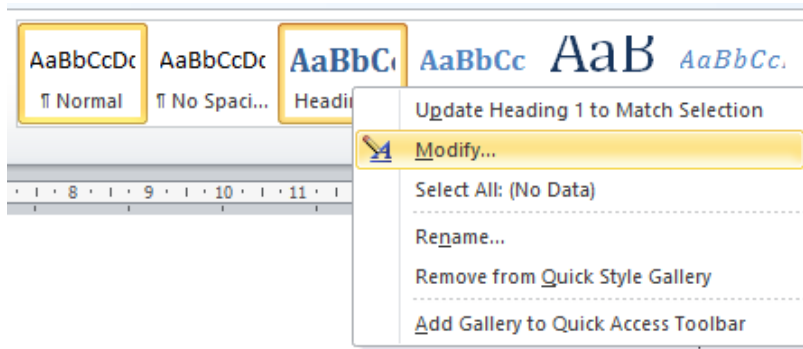 AaBbCcDc AaBbCcDc AaBbC AaBbCc AaB AaBbCc.
¶ Normal ¶ No Spaci...
Update Heading 1 to Match Selection
Modify...
Select All: (No Data)
Rename...
Remove from Quick Style Gallery
Add Gallery to Quick Access Toolbar
8 9 10 11